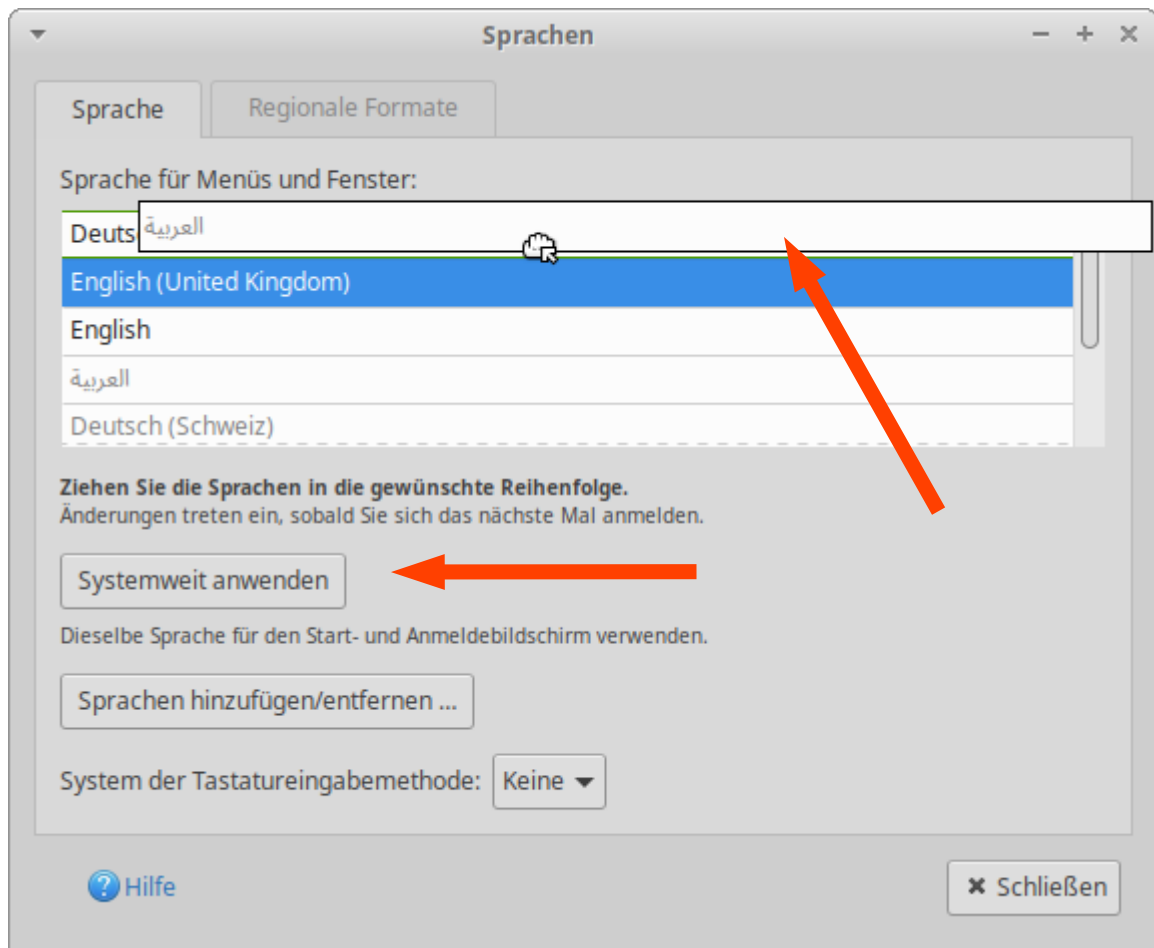 Sprachen
Sprache
Regionale Formate
Sprache für Menüs und Fenster:
Deuts
العربية
English (United Kingdom)
English
العربية
Deutsch (Schweiz)
Ziehen Sie die Sprachen in die gewünschte Reihenfolge.
Änderungen treten ein, sobald Sie sich das nächste Mal anmelden.
Systemweit anwenden
Dieselbe Sprache für den Start- und Anmeldebildschirm verwenden.
Sprachen hinzufügen/entfernen ...
System der Tastatureingabemethode: Keine
Hilfe
Schließen